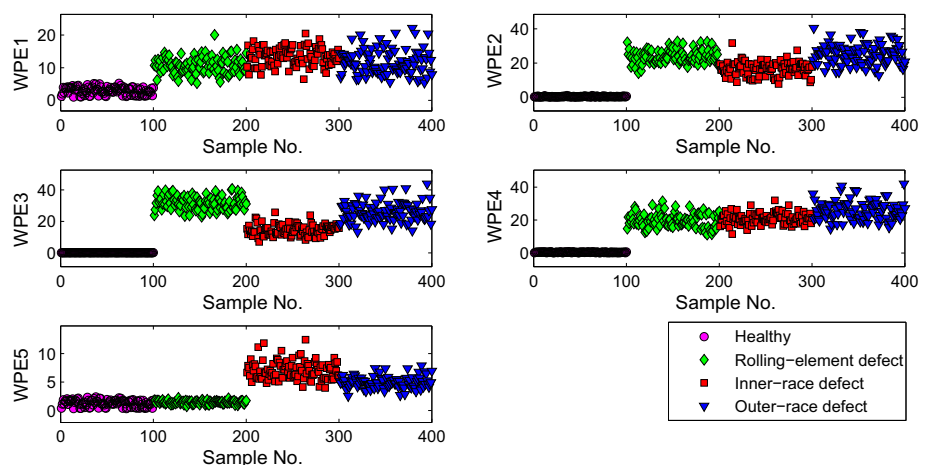 WPE1
20
10
0
0 100 200 300 400
Sample No.
WPE2
40
20
0
0 100 200 300 400
Sample No.
WPE3
40
20
0
0 100 200 300 400
Sample No.
WPE4
40
20
0
0 100 200 300 400
Sample No.
WPE5
10
5
0
0 100 200 300 400
Sample No.
Healthy
Rolling−element defect
Inner−race defect
Outer−race defect